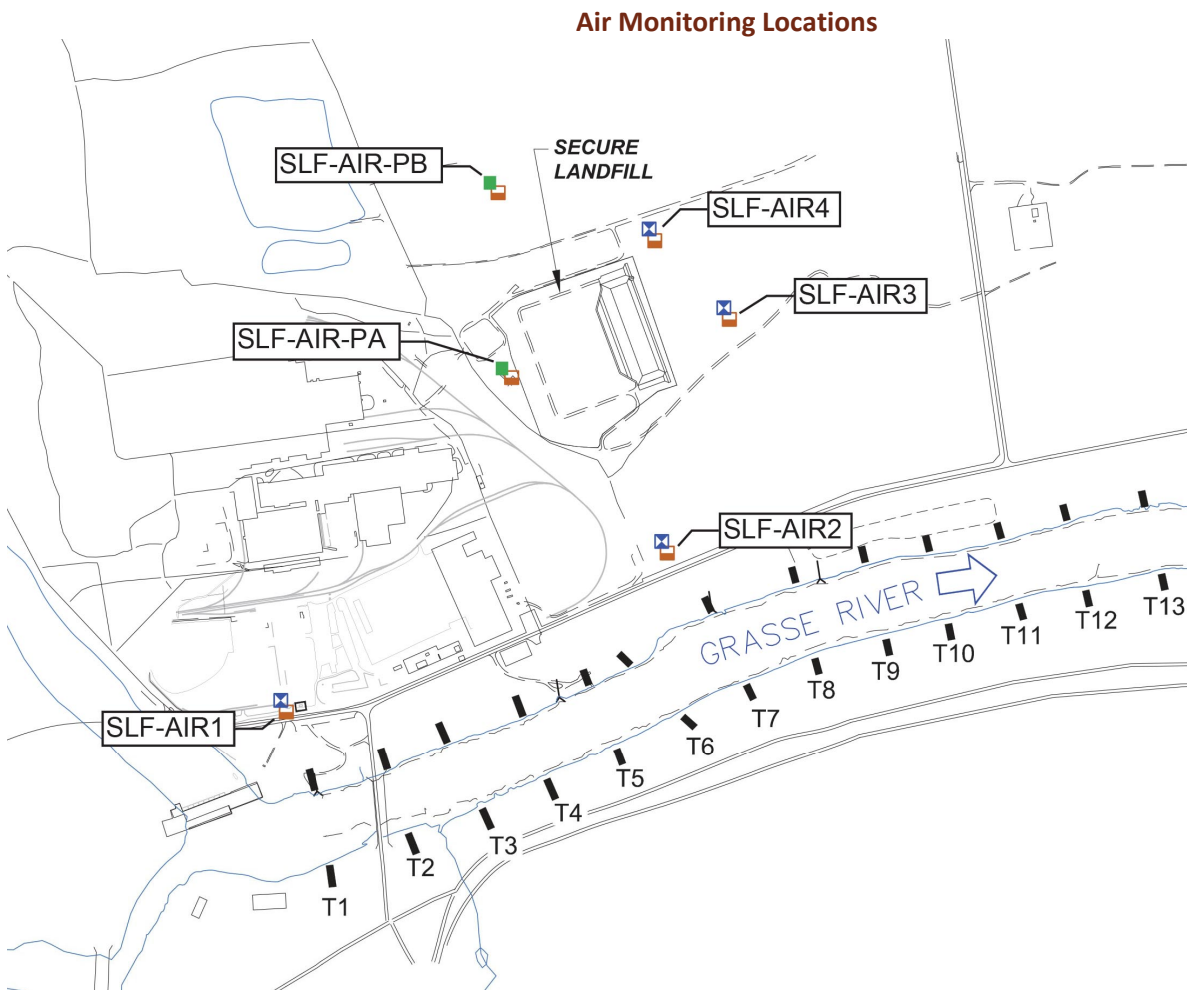 Air Monitoring Locations
SLF-AIR-PB
SECURE
LANDFILL
SLF-AIR4
SLF-AIR3
SLF-AIR-PA
SLF-AIR2
GRASSE RIVER
SLF-AIR1
T13
T12
T11
T10
T9
T8
T7
T6
T5
T4
T3
T2
T1